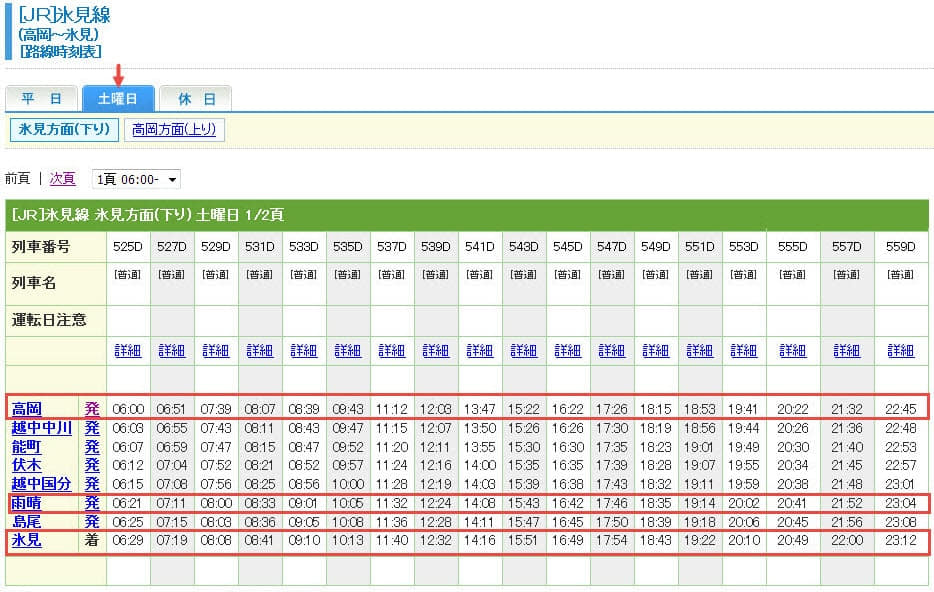 [JR]氷見線
(高岡～氷見)
[路線時刻表]
平 日 土曜日 休 日
氷見方面(下り) 高岡方面(上り)
前頁 | 次頁 1頁 06:00-
[JR]氷見線 氷見方面(下り) 土曜日 1/2頁
列車番号 525D 527D 529D 531D 533D 535D 537D 539D 541D 543D 545D 547D 549D 551D 553D 555D 557D 559D
列車名 [普通] [普通] [普通] [普通] [普通] [普通] [普通] [普通] [普通] [普通] [普通] [普通] [普通] [普通] [普通] [普通] [普通] [普通]
運転日注意
詳細 詳細 詳細 詳細 詳細 詳細 詳細 詳細 詳細 詳細 詳細 詳細 詳細 詳細 詳細 詳細 詳細 詳細
高岡 発 06:00 06:51 07:39 08:07 08:39 09:43 11:12 12:03 13:47 15:22 16:22 17:26 18:15 18:53 19:41 20:22 21:32 22:45
越中中川 発 06:03 06:55 07:43 08:11 08:43 09:47 11:15 12:07 13:50 15:26 16:26 17:30 18:19 18:56 19:44 20:26 21:36 22:48
能町 発 06:07 06:59 07:47 08:15 08:47 09:52 11:20 12:11 13:55 15:30 16:30 17:35 18:23 19:01 19:49 20:30 21:40 22:53
伏木 発 06:12 07:04 07:52 08:21 08:52 09:57 11:24 12:16 14:00 15:35 16:35 17:39 18:28 19:07 19:55 20:34 21:45 22:57
越中国分 発 06:15 07:08 07:56 08:25 08:56 10:00 11:28 12:19 14:03 15:39 16:38 17:43 18:32 19:11 19:59 20:38 21:48 23:01
雨晴 発 06:21 07:11 08:00 08:33 09:01 10:05 11:32 12:24 14:08 15:43 16:42 17:46 18:35 19:14 20:02 20:41 21:52 23:04
島尾 発 06:25 07:15 08:03 08:36 09:05 10:08 11:36 12:28 14:11 15:47 16:45 17:50 18:39 19:18 20:06 20:45 21:56 23:08
氷見 着 06:29 07:19 08:08 08:41 09:10 10:13 11:40 12:32 14:16 15:51 16:49 17:54 18:43 19:22 20:10 20:49 22:00 23:12